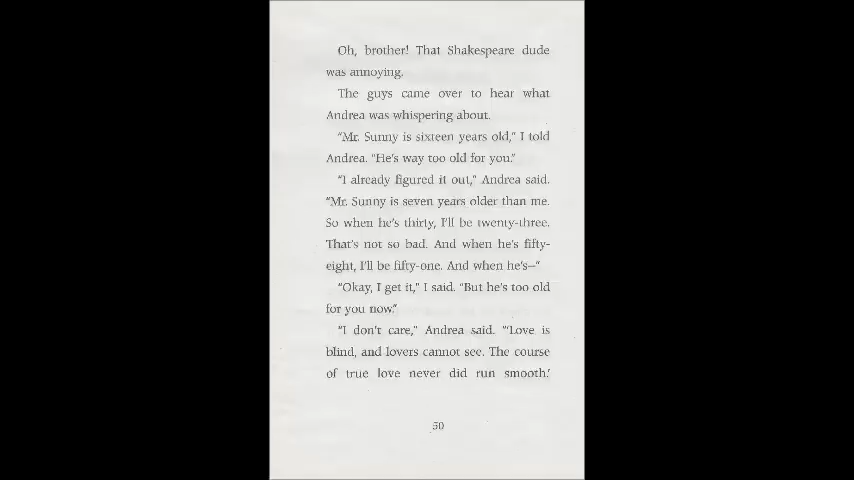 Oh, brother! That Shakespeare dude
was annoying.
The guys came over to hear what
Andrea was whispering about.
"Mr. Sunny is sixteen years old," I told
Andrea. "He's way too old for you."
"I already figured it out," Andrea said.
"Mr. Sunny is seven years older than me.
So when he's thirty, I'll be twenty-three.
That's not so bad. And when he's fifty-
eight, I'll be fifty-one. And when he's—"
"Okay, I get it," I said. "But he's too old
for you now."
"I don't care," Andrea said. "'Love is
blind, and lovers cannot see. The course
of true love never did run smooth.'
50